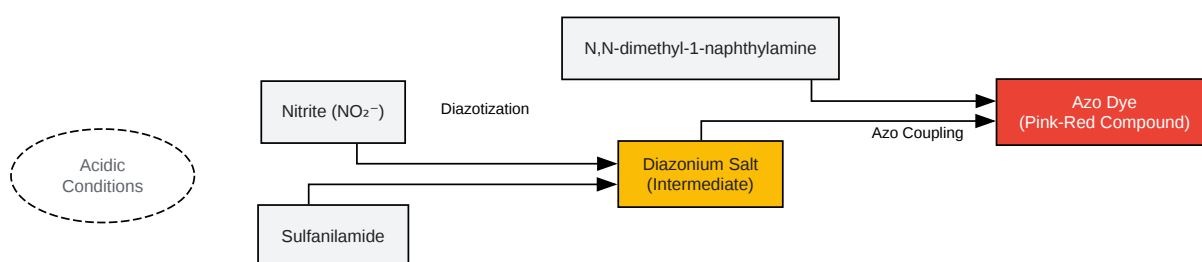 N,N-dimethyl-1-naphthylamine
Nitrite (NO₂⁻)
Diazotization
Azo Dye
(Pink-Red Compound)
Azo Coupling
Acidic
Conditions
Diazonium Salt
(Intermediate)
Sulfanilamide